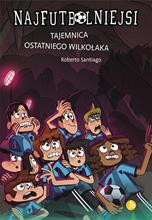 NAJFUTBOLNIEJSI
TAJEMNICA
OSTATNIEGO WILKOŁAKA
Roberto Santiago